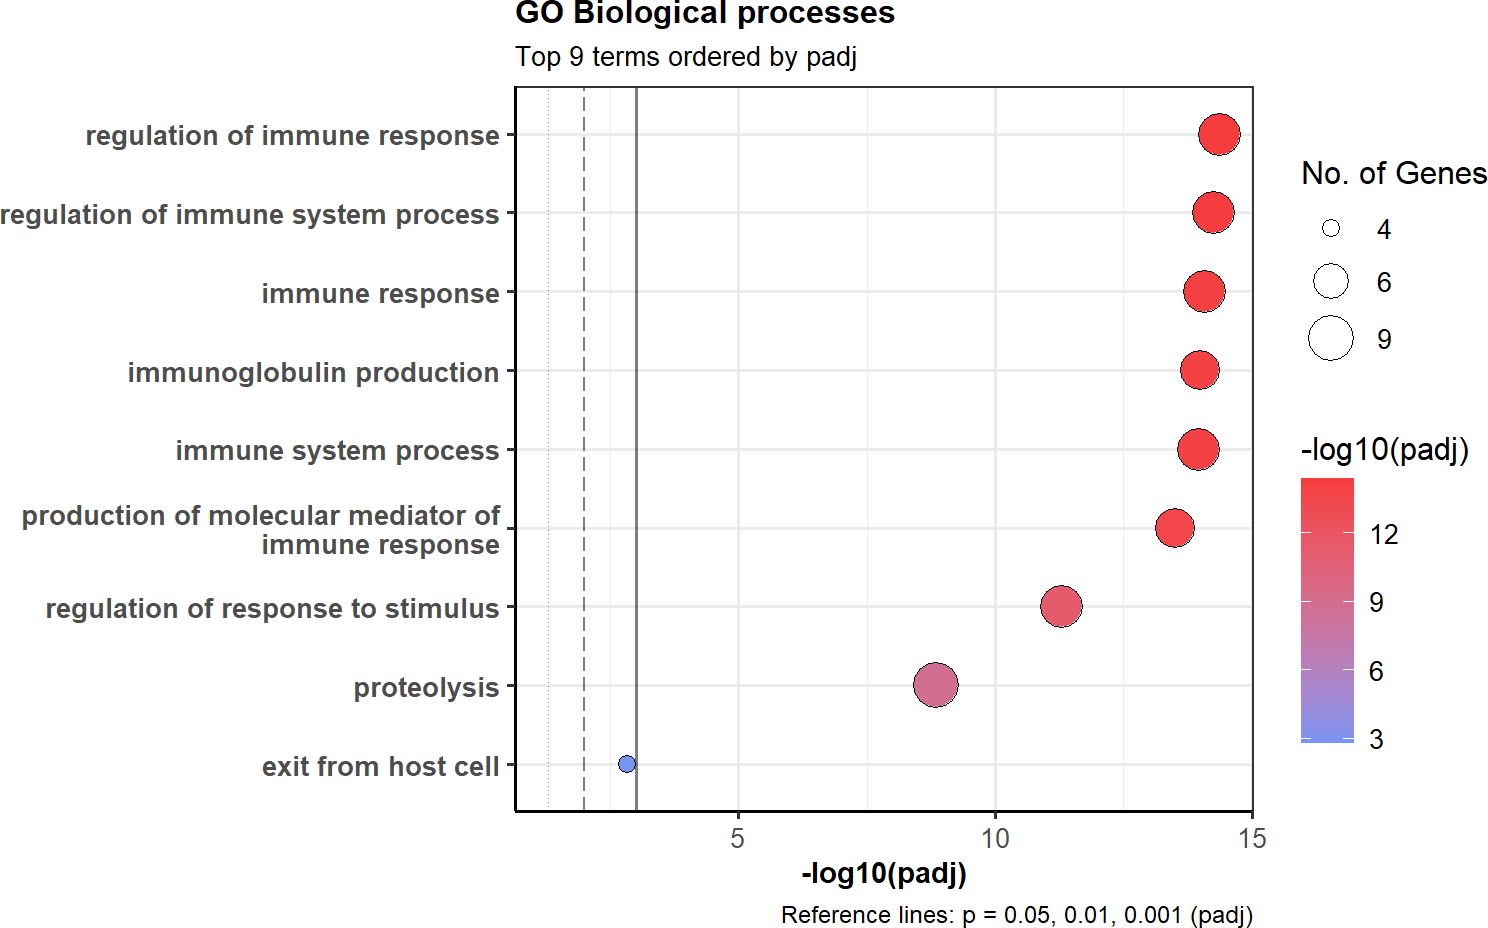 GO Biological processes
Top 9 terms ordered by padj
regulation of immune response
regulation of immune system process
immune response
immunoglobulin production
immune system process
production of molecular mediator of
immune response
regulation of response to stimulus
proteolysis
exit from host cell
5
10
15
-log10(padj)
Reference lines: p = 0.05, 0.01, 0.001 (padj)
No. of Genes
4
6
9
-log10(padj)
12
9
6
3